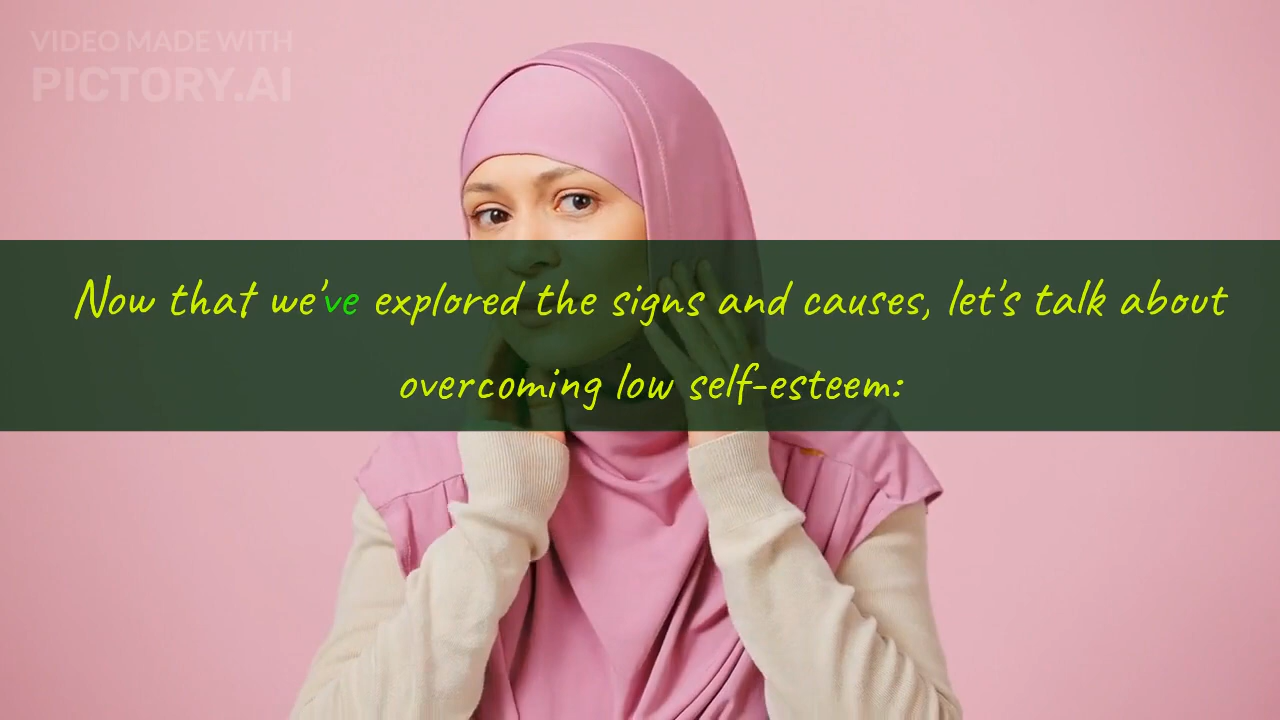 VIDEO MADE WITH
PICTORY.AI
Now that we've explored the signs and causes, let's talk about
overcoming low self-esteem: